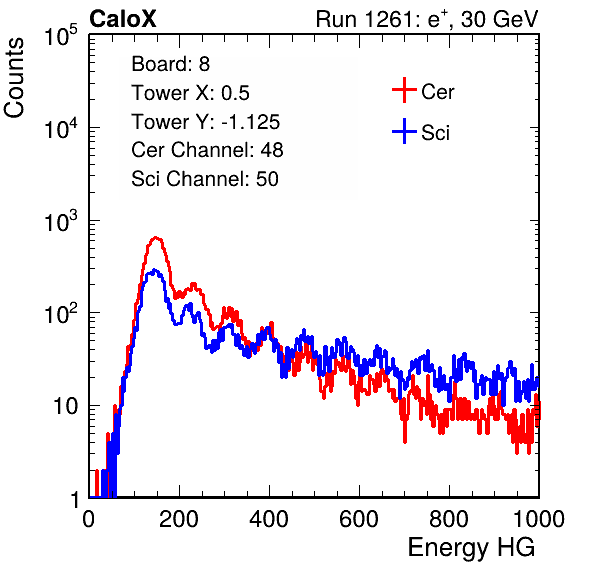 CaloX Run 1261: e⁺, 30 GeV
Counts
10⁵
10⁴
10³
10²
10
1
Board: 8
Tower X: 0.5
Tower Y: -1.125
Cer Channel: 48
Sci Channel: 50
Cer
Sci
0 200 400 600 800 1000
Energy HG